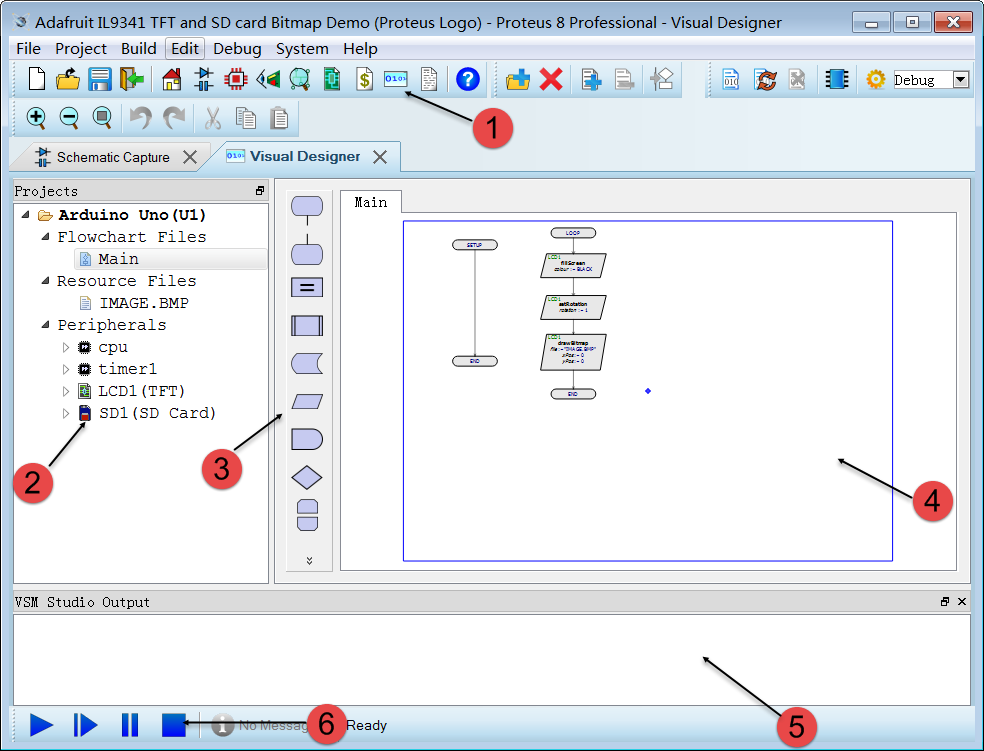 Adafruit IL9341 TFT and SD card Bitmap Demo (Proteus Logo) - Proteus 8 Professional - Visual Designer
File Project Build Edit Debug System Help
$ 0101 ? Debug
1
Schematic Capture Visual Designer
Projects
Arduino Uno(U1)
Flowchart Files
Main
Resource Files
IMAGE.BMP
Peripherals
cpu
timer1
LCD1(TFT)
SD1(SD Card)
2
3
Main
SETUP
END
LOOP
LCD1
fillScreen
colour := BLACK
LCD1
setRotation
rotation := 1
LCD1
drawBitmap
file := "IMAGE.BMP"
xPos := 0
yPos := 0
END
4
VSM Studio Output
5
No Messag
6
Ready